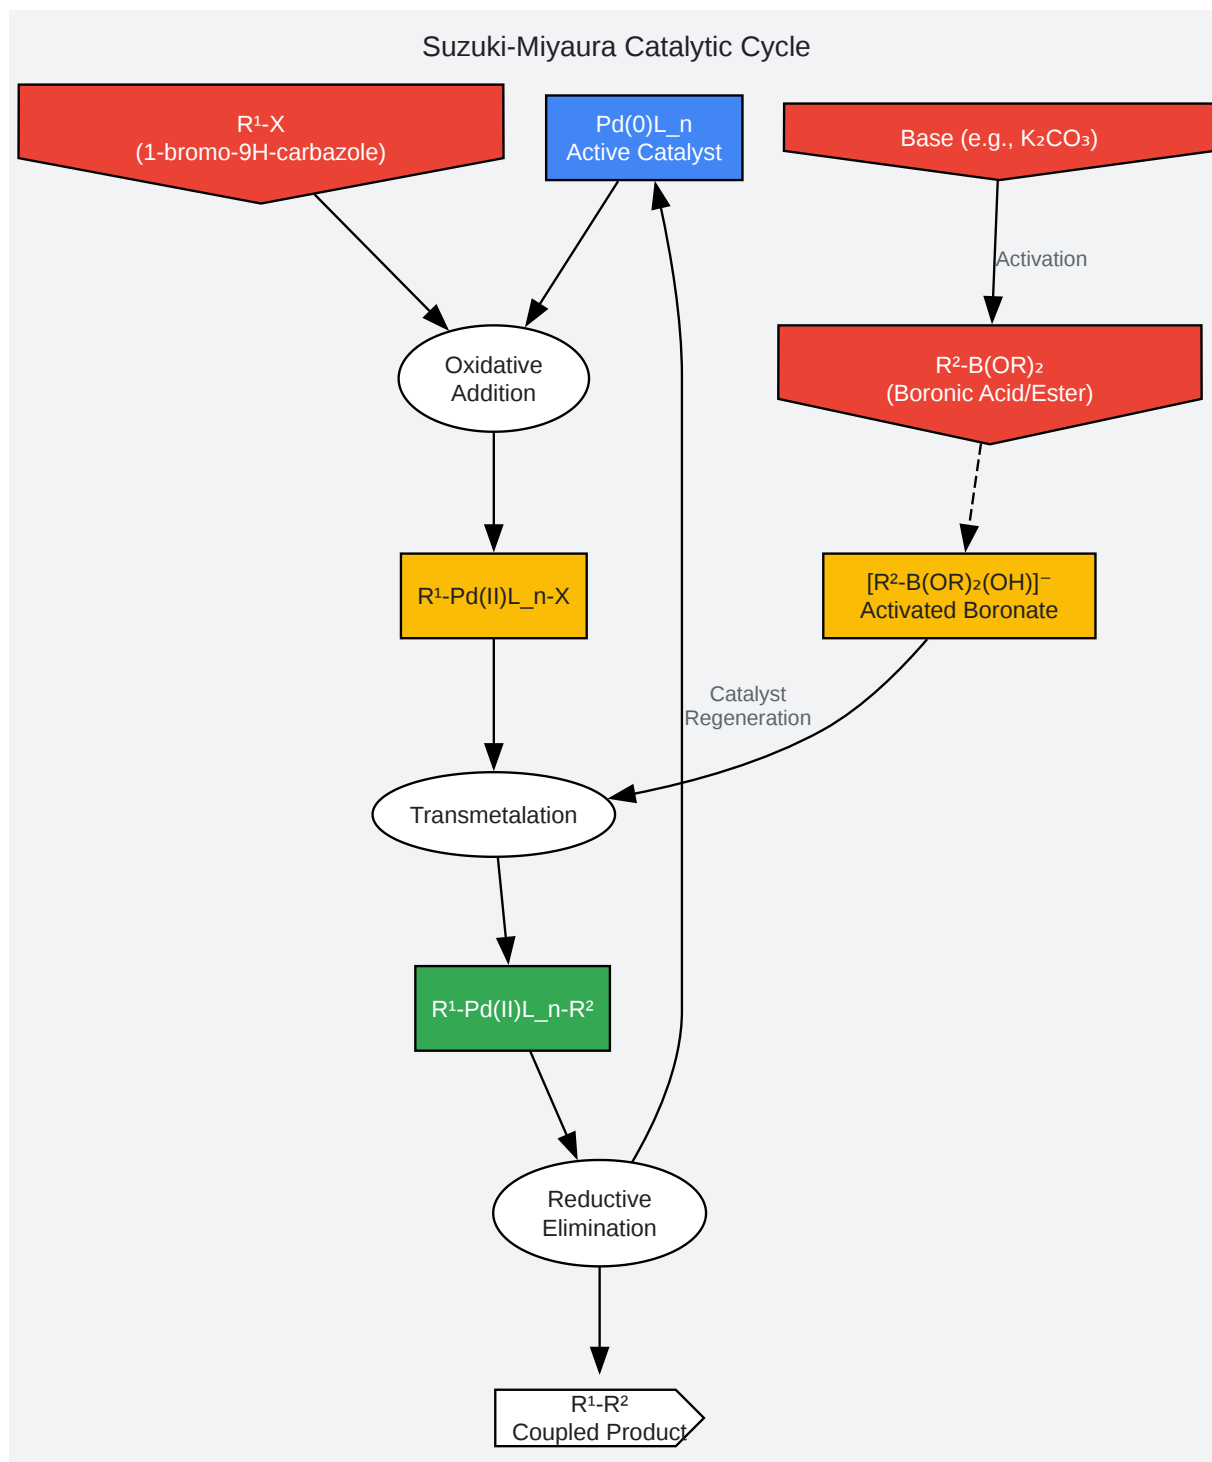 Suzuki-Miyaura Catalytic Cycle
R¹-X
(1-bromo-9H-carbazole)
Pd(0)L_n
Active Catalyst
Base (e.g., K₂CO₃)
Activation
Oxidative
Addition
R²-B(OR)₂
(Boronic Acid/Ester)
R¹-Pd(II)L_n-X
[R²-B(OR)₂(OH)]⁻
Activated Boronate
Catalyst
Regeneration
Transmetalation
R¹-Pd(II)L_n-R²
Reductive
Elimination
R¹-R²
Coupled Product